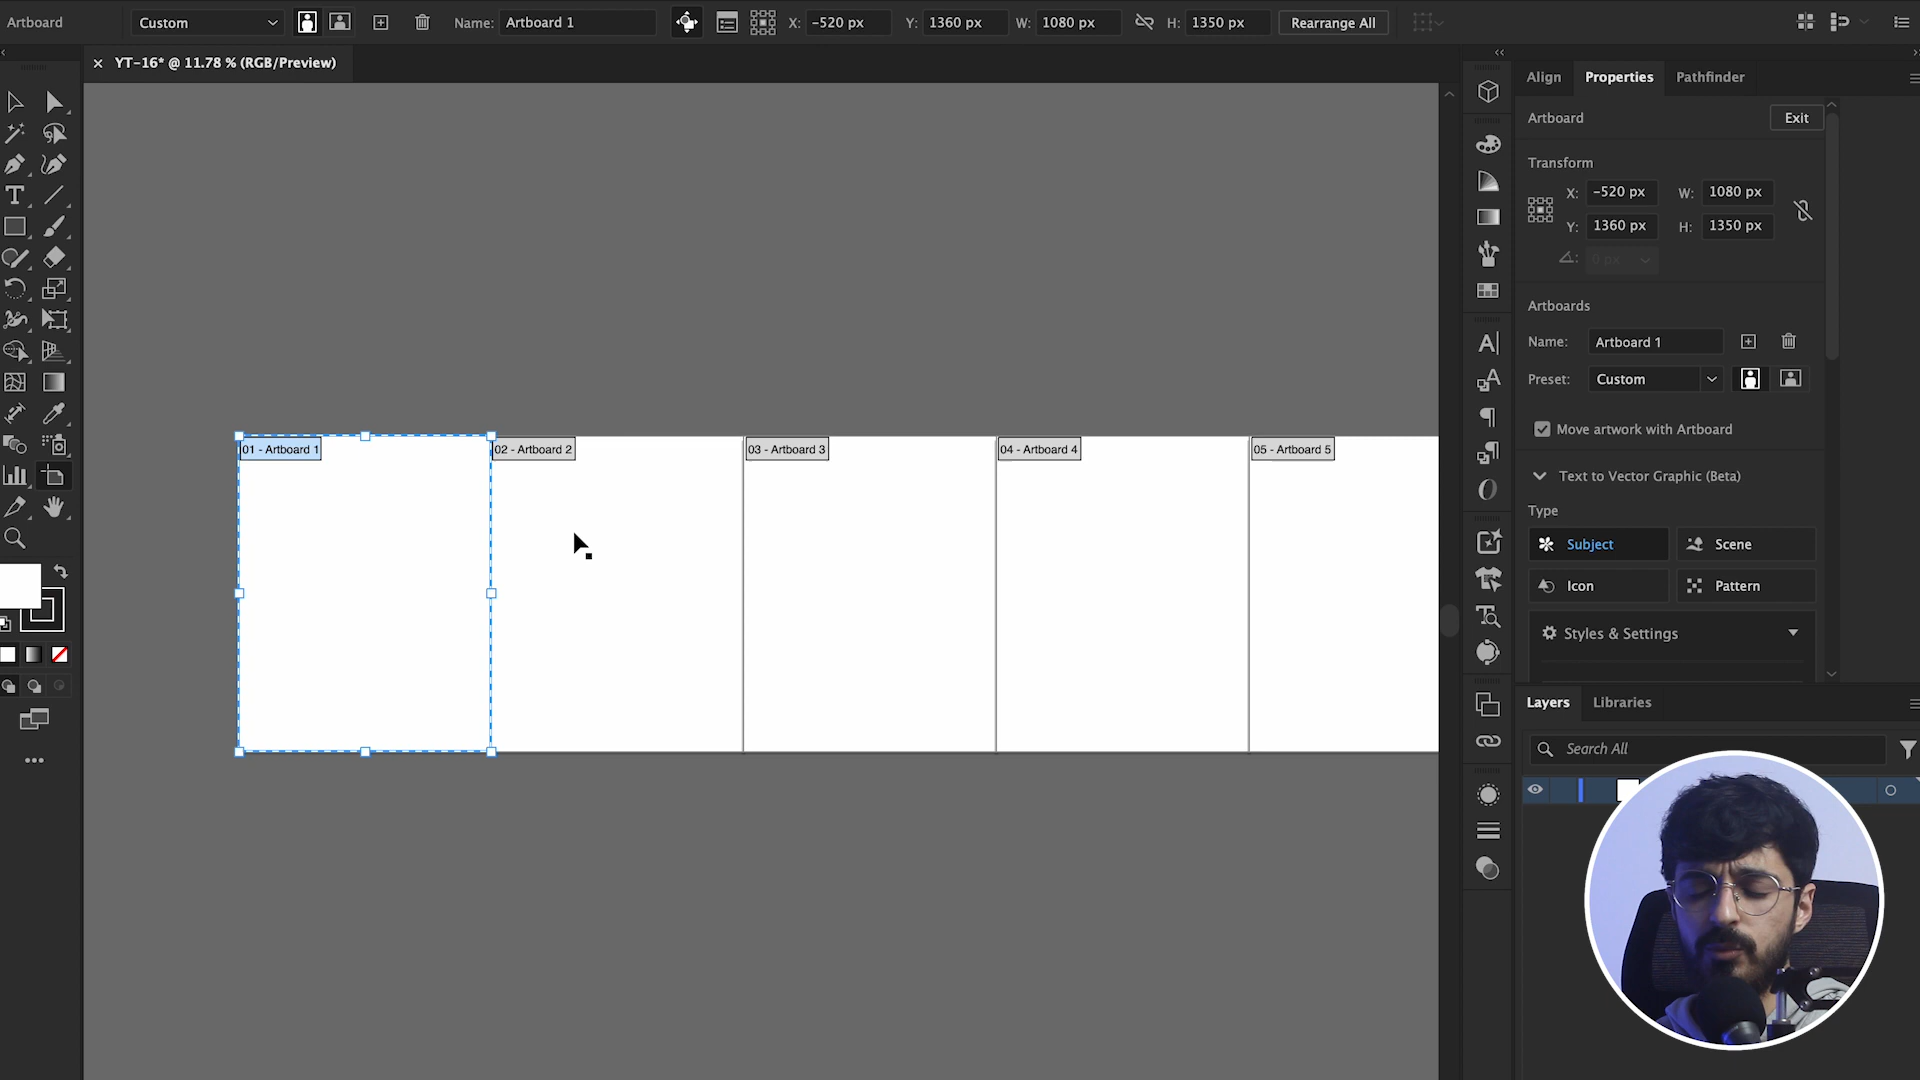 Artboard Custom Name: Artboard 1 X: -520 px Y: 1360 px W: 1080 px H: 1350 px Rearrange All
YT-16* @ 11.78 % (RGB/Preview)
Align Properties Pathfinder
Artboard Exit
Transform
X: -520 px W: 1080 px
Y: 1360 px H: 1350 px
0 px
Artboards
Name: Artboard 1
Preset: Custom
Move artwork with Artboard
Text to Vector Graphic (Beta)
Type
Subject Scene
Icon Pattern
Styles & Settings
Layers Libraries
Search All
01 - Artboard 1
02 - Artboard 2
03 - Artboard 3
04 - Artboard 4
05 - Artboard 5